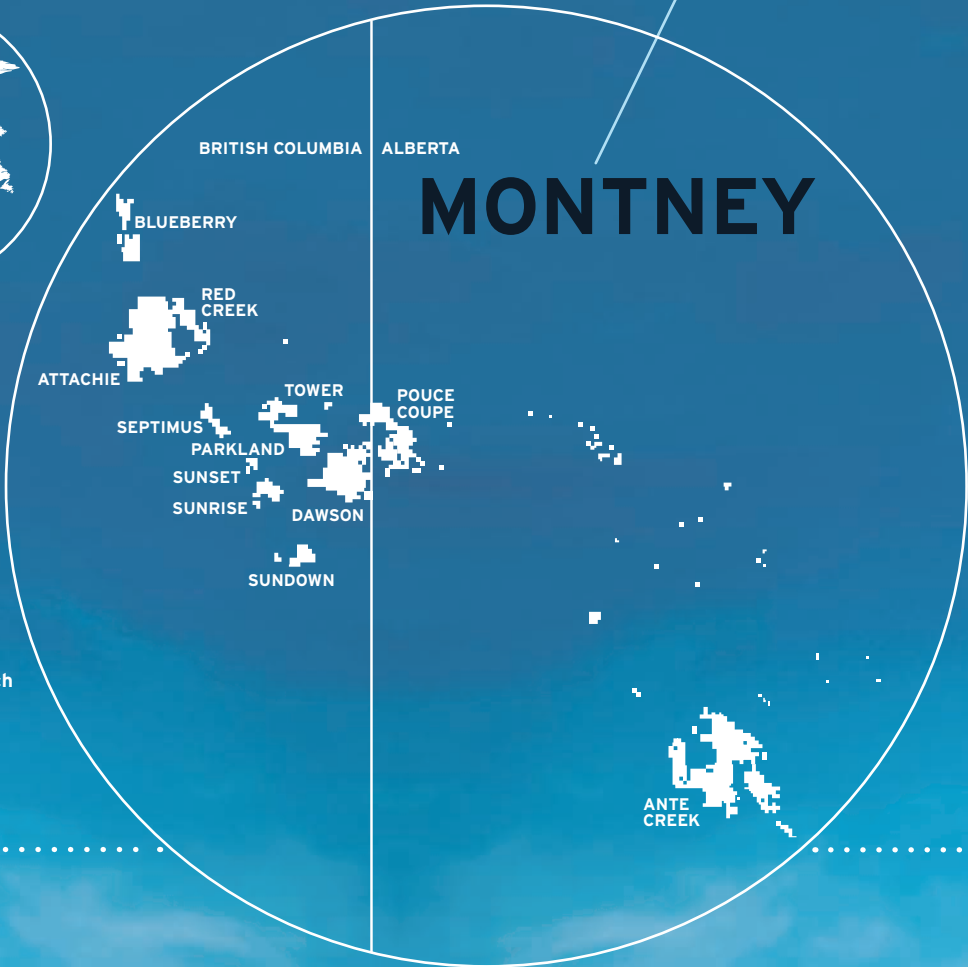 BRITISH COLUMBIA
ALBERTA
MONTNEY
BLUEBERRY
RED
CREEK
ATTACHIE
TOWER
POUCE
COUPE
SEPTIMUS
PARKLAND
SUNSET
SUNRISE
DAWSON
SUNDOWN
ANTE
CREEK